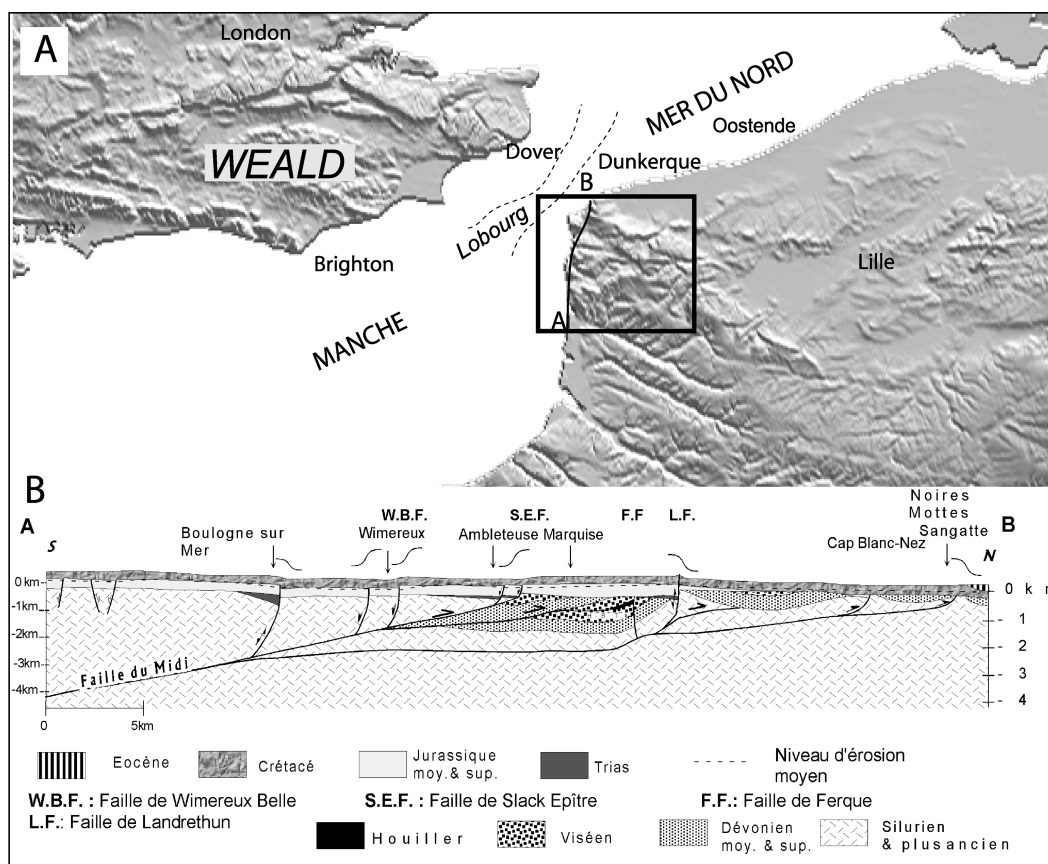 A
London
MER DU NORD
Oostende
Dover
Dunkerque
WEALD
B
Lobourg
Lille
Brighton
A
MANCHE
B
Noires
Mottes
Sangatte
A
W.B.F.
S.E.F.
F.F
L.F.
B
S
Boulogne sur
Mer
Wimereux
Ambleteuse
Marquise
Cap Blanc-Nez
N
0 km
0 k m
-1km
- 1
-2km
- 2
-3km
- 3
-4km
- 4
Faille du Midi
0
5km
Eocène
Crétacé
Jurassique
moy. & sup.
Trias
Niveau d'érosion
moyen
W.B.F. : Faille de Wimereux Belle
S.E.F. : Faille de Slack Epître
F.F.: Faille de Ferque
L.F.: Faille de Landrethun
Houiller
Viséen
Dévonien
moy. & sup.
Silurien
& plus ancien